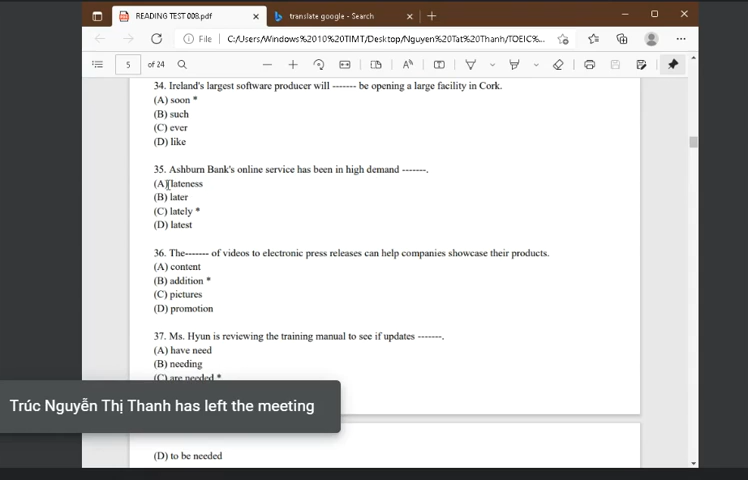 READING TEST 008.pdf
translate google - Search
File
C:/Users/Windows%2010%20TIMT/Desktop/Nguyen%20Tat%20Thanh/TOEIC%...
5 of 24
34. Ireland's largest software producer will ------- be opening a large facility in Cork.
(A) soon *
(B) such
(C) ever
(D) like
35. Ashburn Bank's online service has been in high demand -------.
(A) lateness
(B) later
(C) lately *
(D) latest
36. The------- of videos to electronic press releases can help companies showcase their products.
(A) content
(B) addition *
(C) pictures
(D) promotion
37. Ms. Hyun is reviewing the training manual to see if updates -------.
(A) have need
(B) needing
(C) are needed *
Trúc Nguyễn Thị Thanh has left the meeting
(D) to be needed